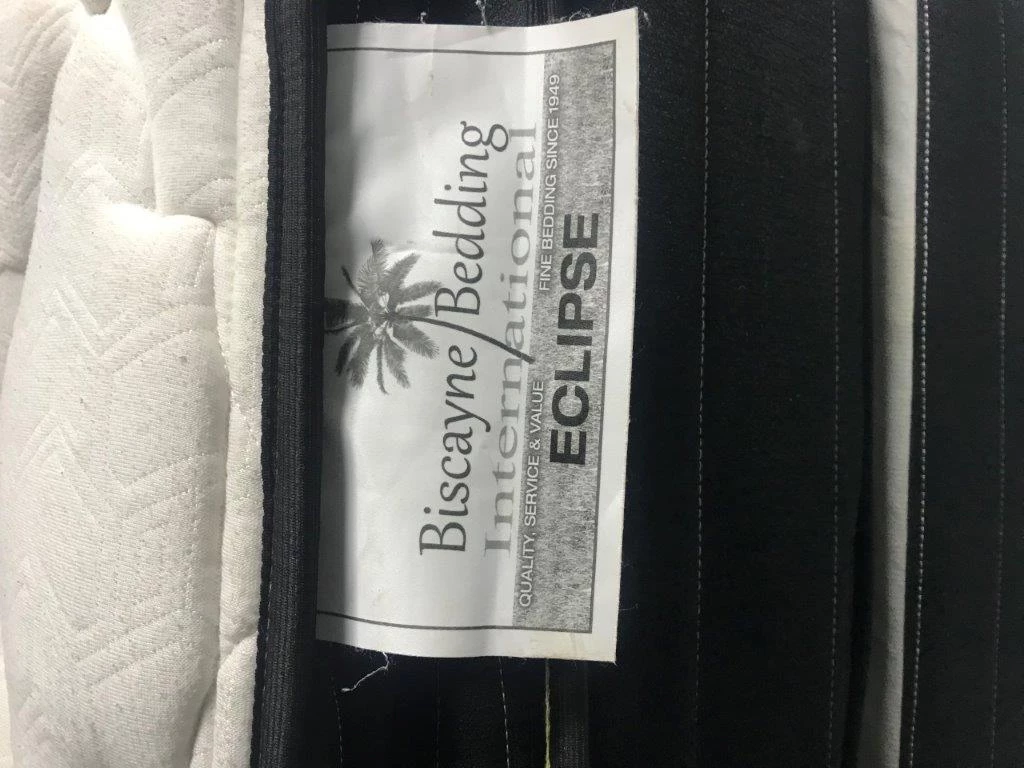 Biscayne Bedding
International
QUALITY, SERVICE & VALUE FINE BEDDING SINCE 1949
ECLIPSE